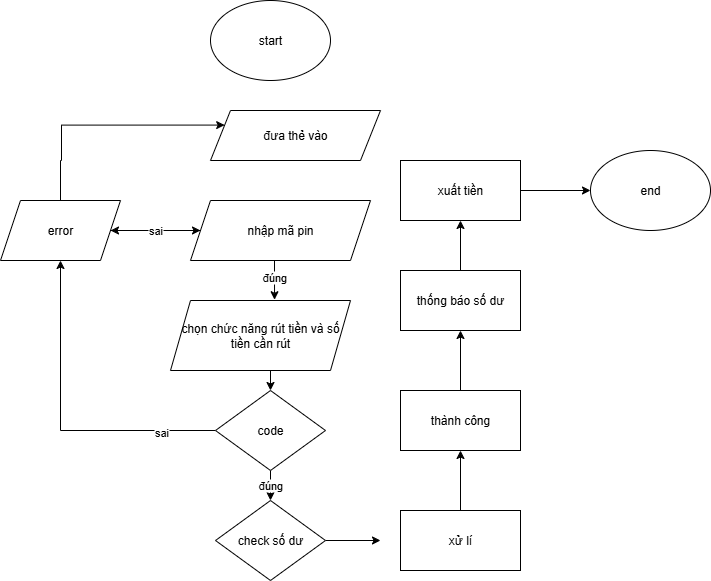 start
đưa thẻ vào
error
sai
nhập mã pin
đúng
chọn chức năng rút tiền và số
tiền cần rút
code
sai
đúng
check số dư
xử lí
thành công
thống báo số dư
xuất tiền
end